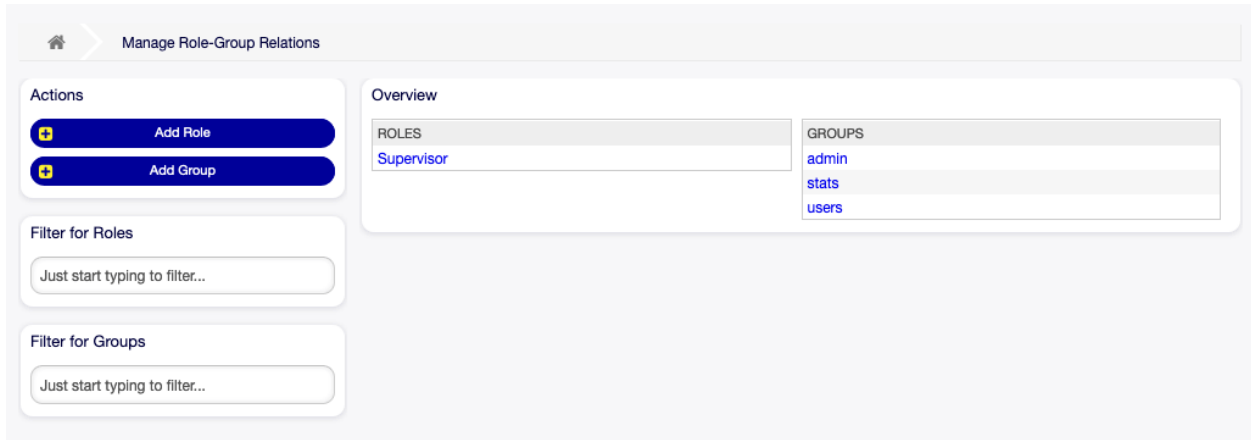 Manage Role-Group Relations
Actions
Add Role
Add Group
Filter for Roles
Just start typing to filter...
Filter for Groups
Just start typing to filter...
Overview
ROLES
Supervisor
GROUPS
admin
stats
users